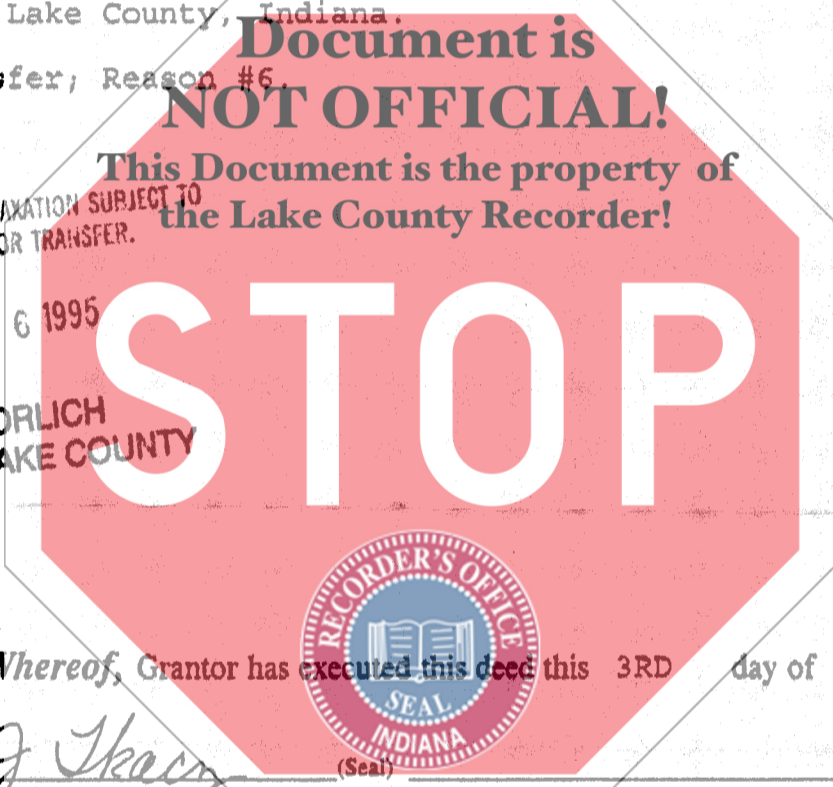 Lake County, Indiana.
Document is
fer; Reason #6.
NOT OFFICIAL!
This Document is the property of
AXATION SUBJECT TO
the Lake County Recorder!
OR TRANSFER.
6 1995
STOP
ORLICH
AKE COUNTY
RECORDER'S OFFICE
Whereof, Grantor has executed this deed this 3RD day of
SEAL
INDIANA
(Seal)